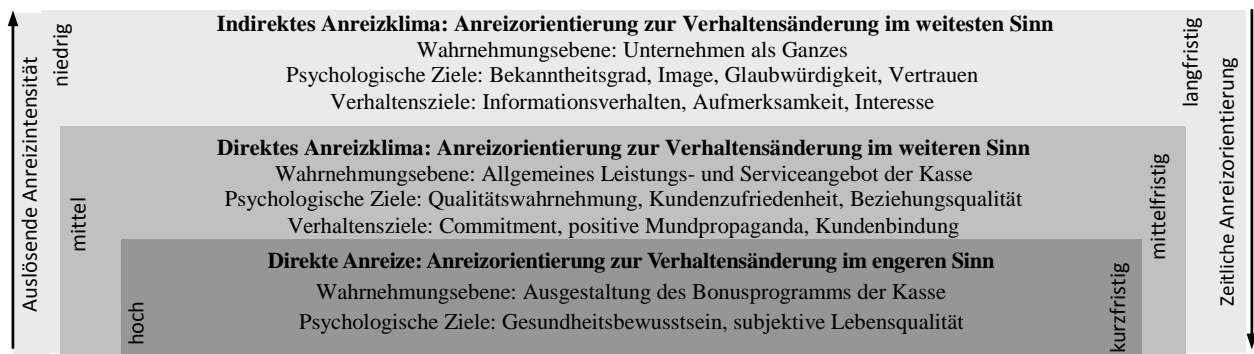 Auslösende Anreizintensität
niedrig
Indirektes Anreizklima: Anreizorientierung zur Verhaltensänderung im weitesten Sinn
Wahrnehmungsebene: Unternehmen als Ganzes
Psychologische Ziele: Bekanntheitsgrad, Image, Glaubwürdigkeit, Vertrauen
Verhaltensziele: Informationsverhalten, Aufmerksamkeit, Interesse
langfristig
Zeitliche Anreizorientierung
mittel
Direktes Anreizklima: Anreizorientierung zur Verhaltensänderung im weiteren Sinn
Wahrnehmungsebene: Allgemeines Leistungs- und Serviceangebot der Kasse
Psychologische Ziele: Qualitätswahrnehmung, Kundenzufriedenheit, Beziehungsqualität
Verhaltensziele: Commitment, positive Mundpropaganda, Kundenbindung
mittelfristig
hoch
Direkte Anreize: Anreizorientierung zur Verhaltensänderung im engeren Sinn
Wahrnehmungsebene: Ausgestaltung des Bonusprogramms der Kasse
Psychologische Ziele: Gesundheitsbewusstsein, subjektive Lebensqualität
kurzfristig